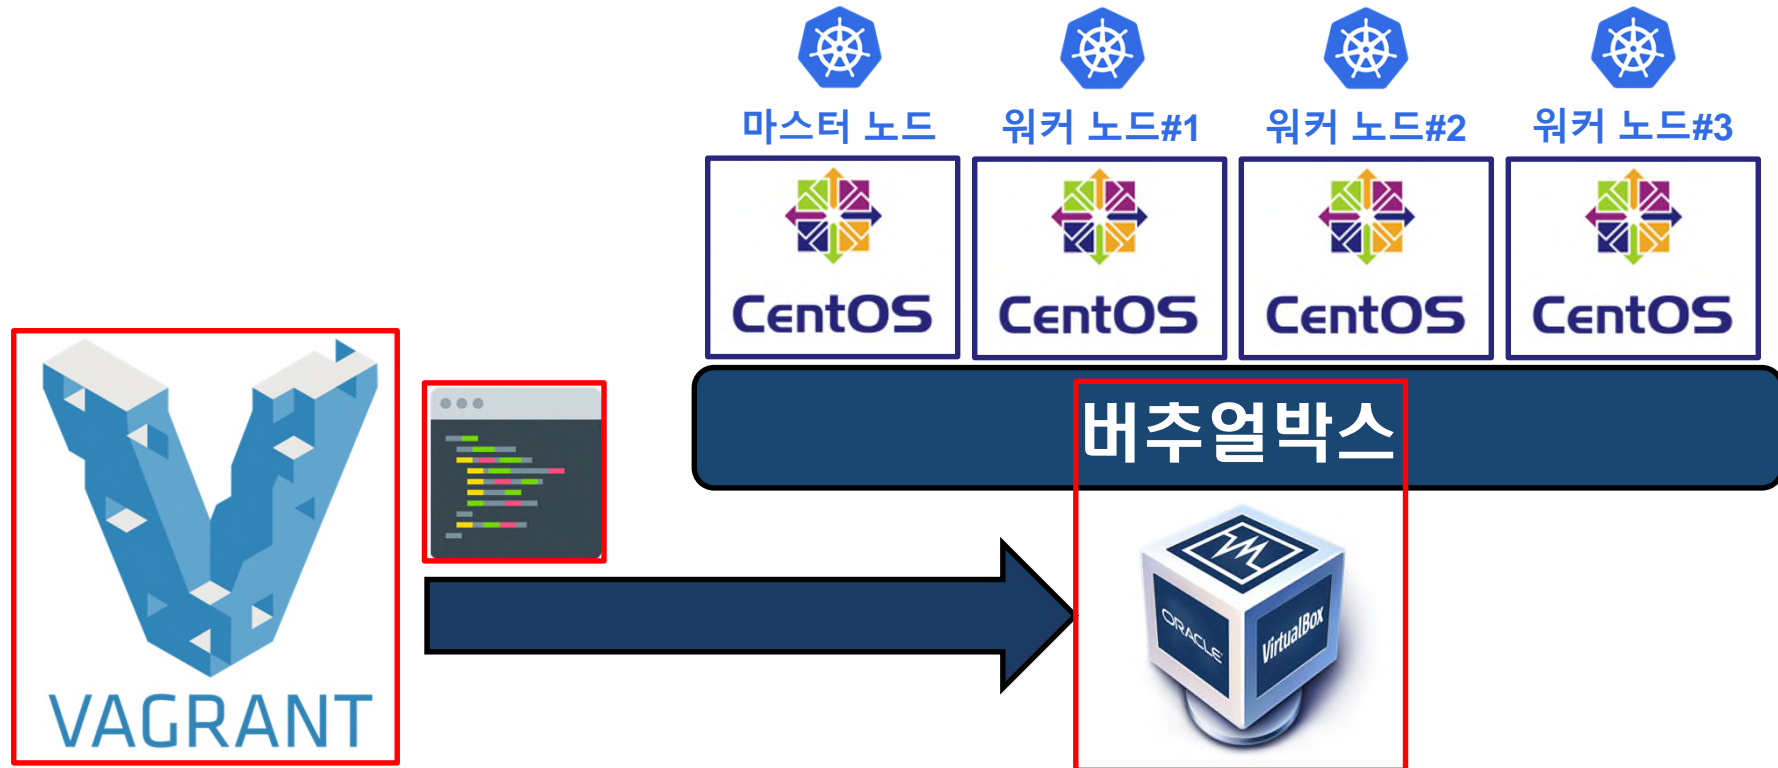 마스터 노드
워커 노드#1
워커 노드#2
워커 노드#3
CentOS
CentOS
CentOS
CentOS
버추얼박스
ORACLE
VirtualBox
VAGRANT